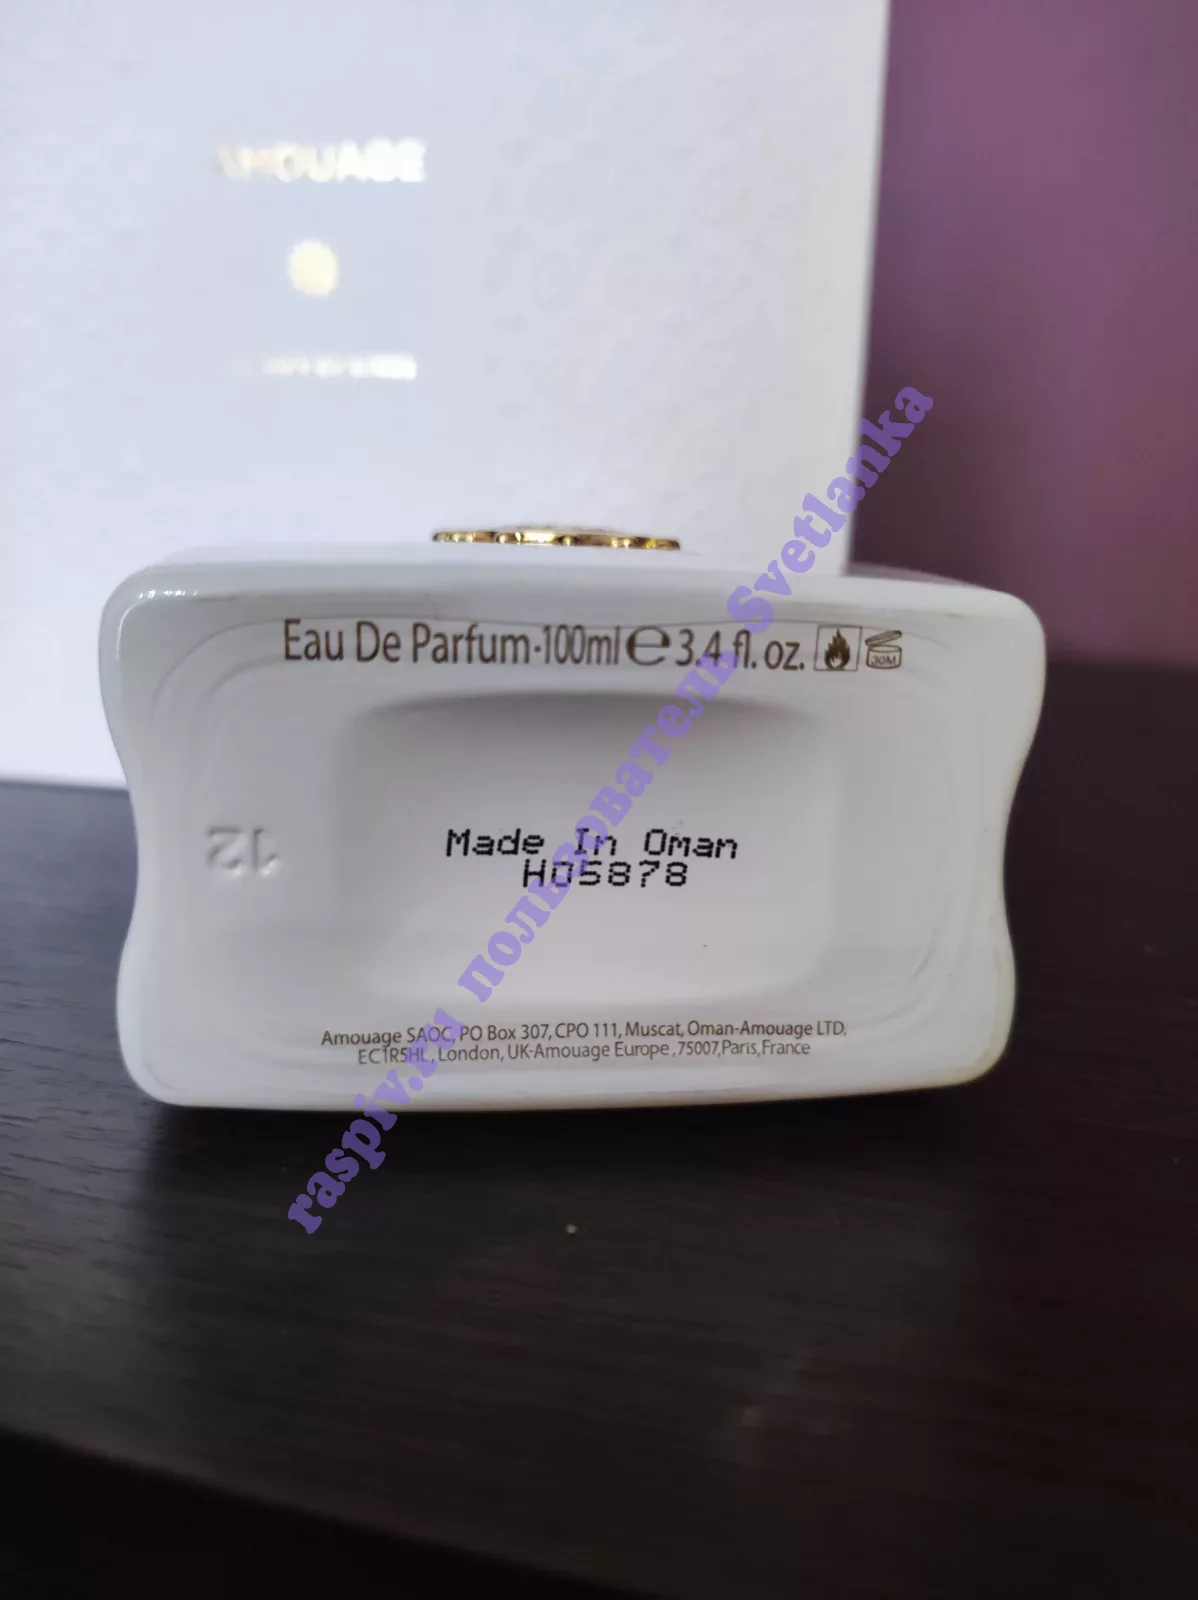 AMOUAGE
Eau De Parfum-100ml ℮ 3.4 fl. oz.
30M
12
Made In Oman
H05878
Amouage SAOC, PO Box 307, CPO 111, Muscat, Oman-Amouage LTD,
EC1R5HL, London, UK-Amouage Europe, 75007, Paris, France
raspiv.ru пользователь Svetlanka